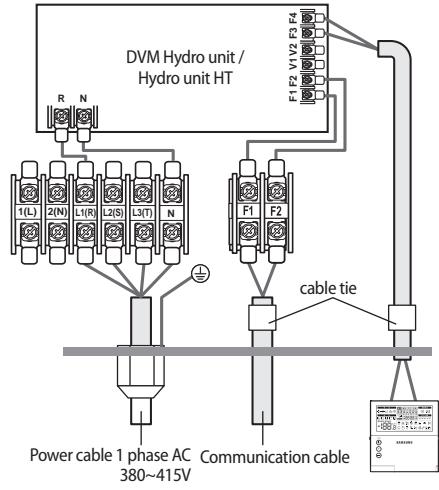 DVM Hydro unit /
Hydro unit HT
F4
F3
V2
V1
F2
F1
R N
1(L) 2(N) L1(R) L2(S) L3(T) N
F1 F2
cable tie
SAMSUNG
Power cable 1 phase AC
380~415V
Communication cable